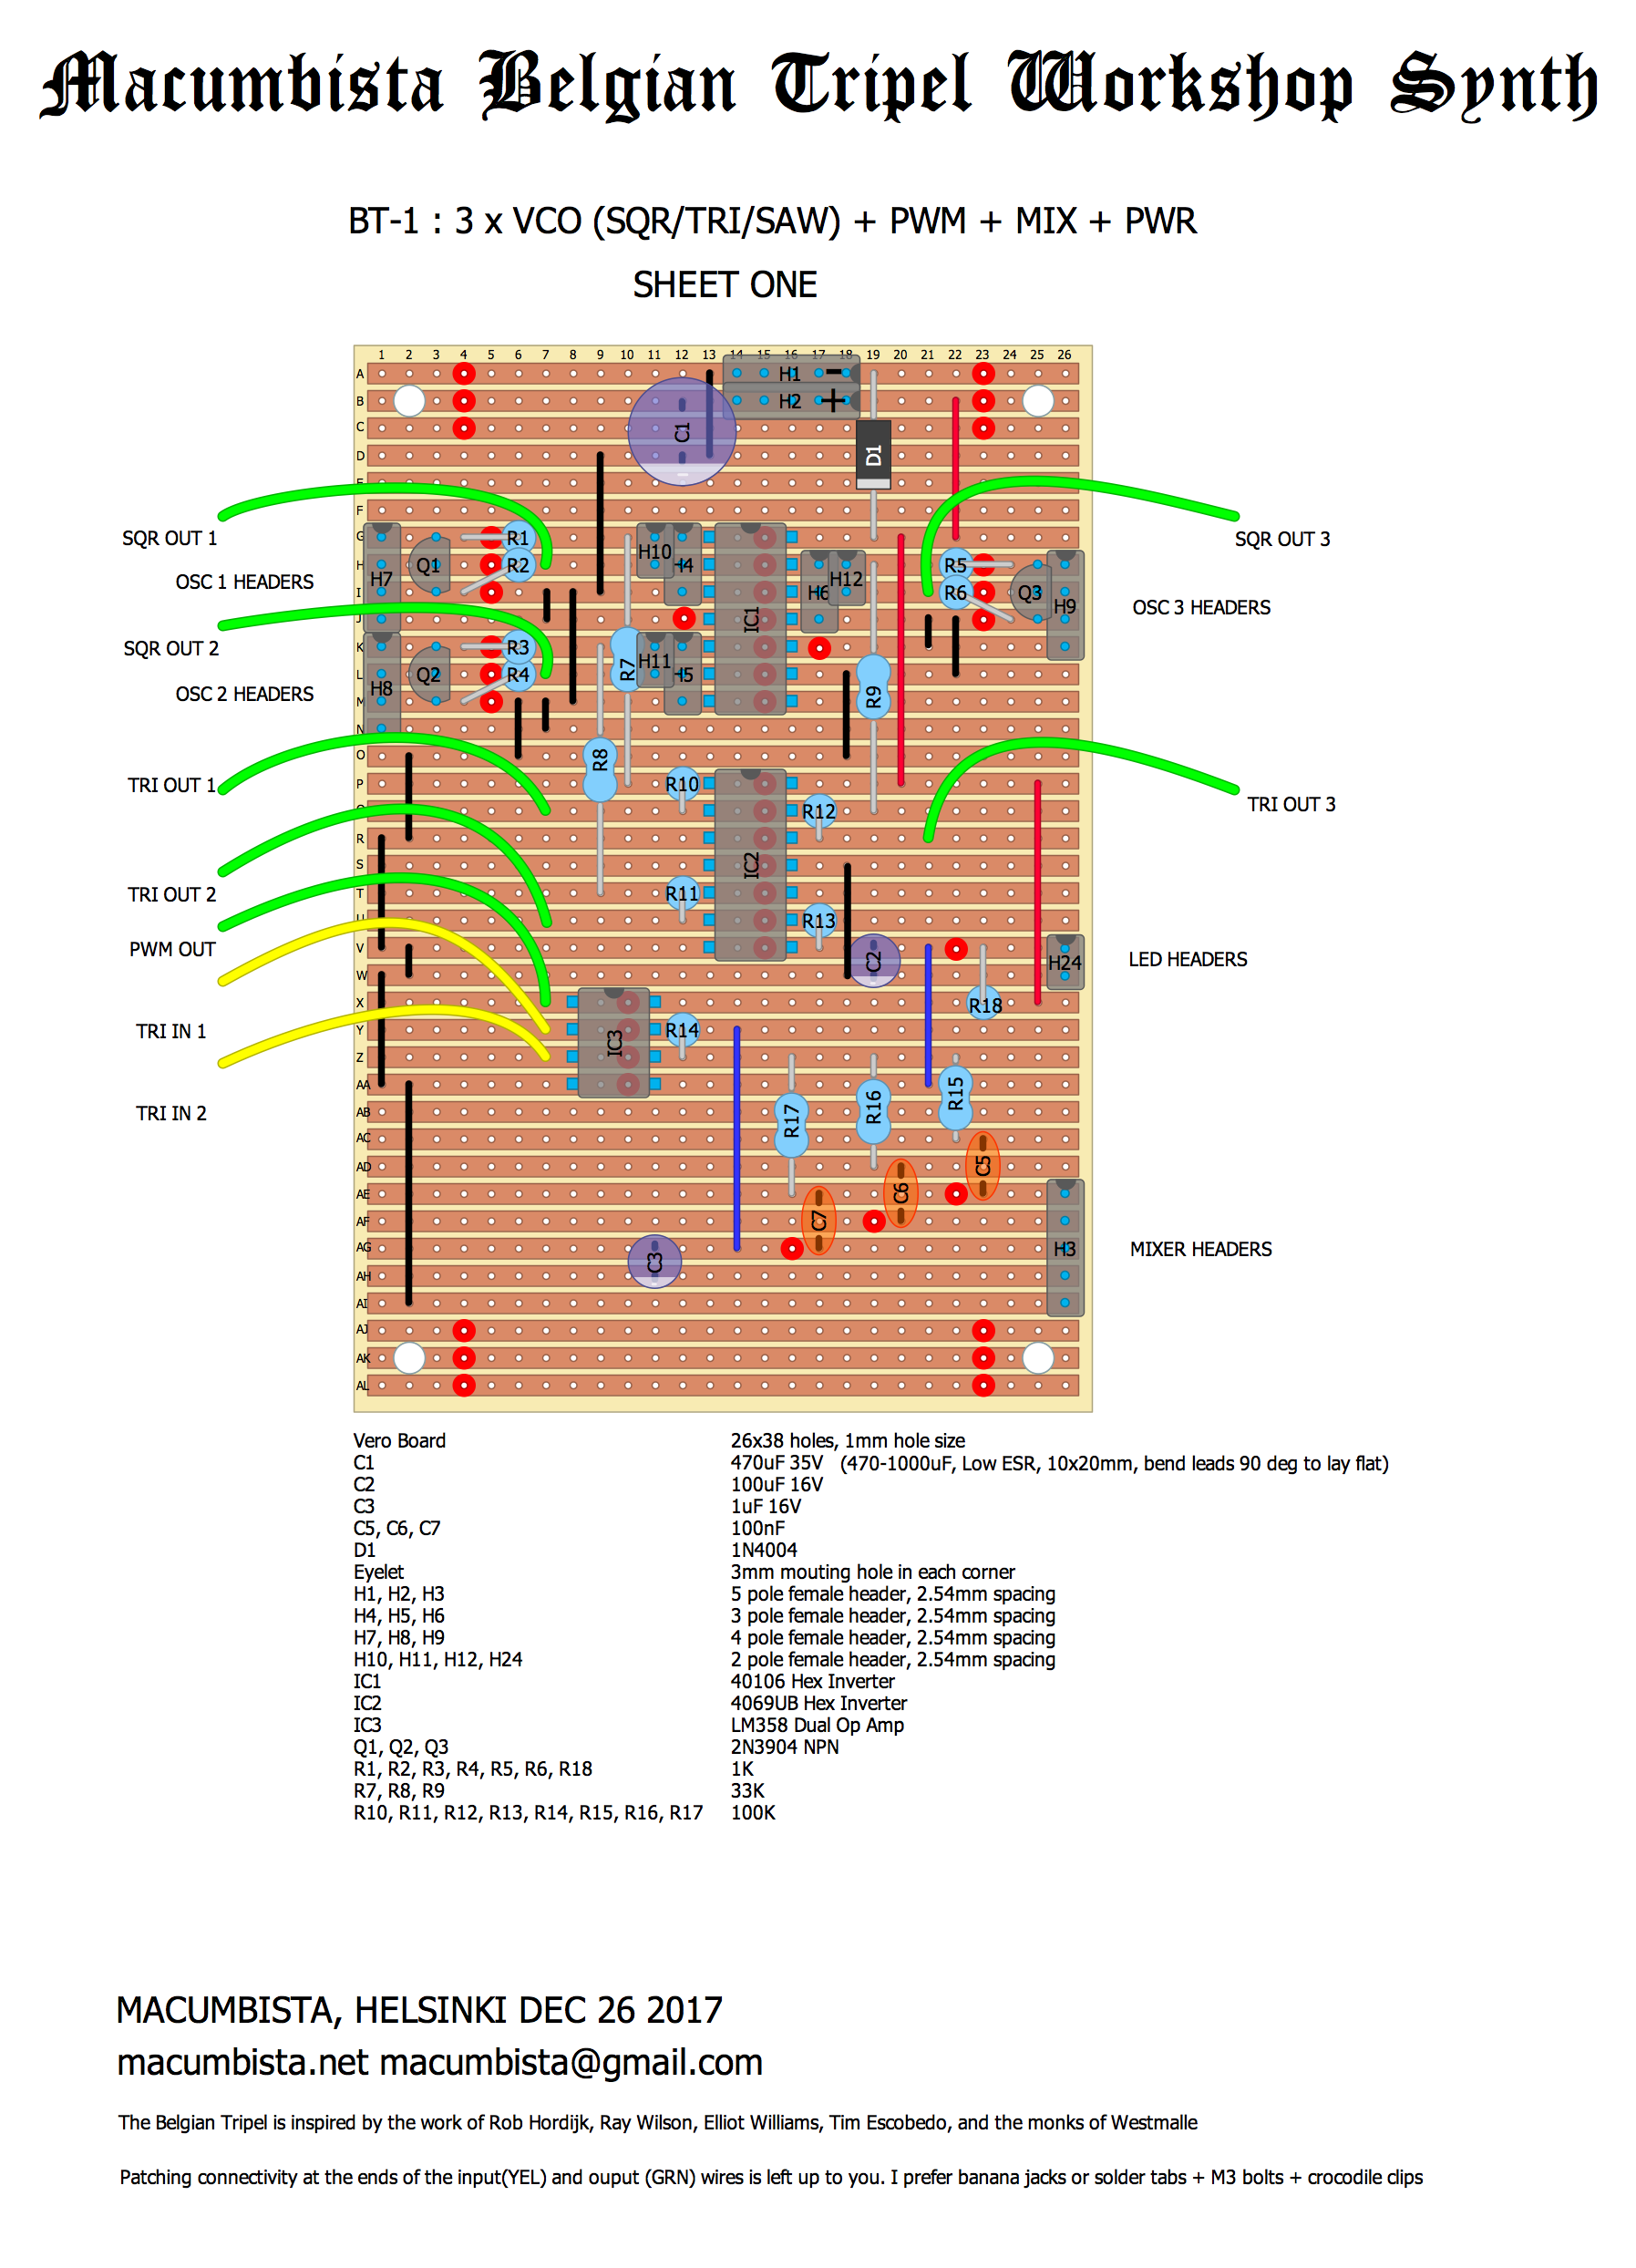 Macumbista Belgian Tripel Workshop Synth
BT-1 : 3 x VCO (SQR/TRI/SAW) + PWM + MIX + PWR
SHEET ONE
1 2 3 4 5 6 7 8 9 10 11 12 13 14 15 16 17 18 19 20 21 22 23 24 25 26
A
H1 -
B
H2 +
C
C1
D
D1
E
F
SQR OUT 1
G
R1
SQR OUT 3
H10
H
Q1
R2
H4
R5
H7
OSC 1 HEADERS
H6
H12
I
R6
Q3
H9
OSC 3 HEADERS
J
IC1
SQR OUT 2
K
R3
H11
L
Q2
R4
R7
H5
H8
OSC 2 HEADERS
R9
M
N
O
R8
TRI OUT 1
P
R10
TRI OUT 3
R12
R
S
IC2
TRI OUT 2
T
R11
U
R13
PWM OUT
V
C2
H24
LED HEADERS
W
X
R18
TRI IN 1
Y
IC3
R14
Z
AA
R15
TRI IN 2
AB
R17
R16
AC
AD
C5
AE
C6
AF
C7
AG
C3
H3
MIXER HEADERS
AH
AI
AJ
AK
AL
Vero Board 26x38 holes, 1mm hole size
C1 470uF 35V (470-1000uF, Low ESR, 10x20mm, bend leads 90 deg to lay flat)
C2 100uF 16V
C3 1uF 16V
C5, C6, C7 100nF
D1 1N4004
Eyelet 3mm mouting hole in each corner
H1, H2, H3 5 pole female header, 2.54mm spacing
H4, H5, H6 3 pole female header, 2.54mm spacing
H7, H8, H9 4 pole female header, 2.54mm spacing
H10, H11, H12, H24 2 pole female header, 2.54mm spacing
IC1 40106 Hex Inverter
IC2 4069UB Hex Inverter
IC3 LM358 Dual Op Amp
Q1, Q2, Q3 2N3904 NPN
R1, R2, R3, R4, R5, R6, R18 1K
R7, R8, R9 33K
R10, R11, R12, R13, R14, R15, R16, R17 100K
MACUMBISTA, HELSINKI DEC 26 2017
macumbista.net macumbista@gmail.com
The Belgian Tripel is inspired by the work of Rob Hordijk, Ray Wilson, Elliot Williams, Tim Escobedo, and the monks of Westmalle
Patching connectivity at the ends of the input(YEL) and ouput (GRN) wires is left up to you. I prefer banana jacks or solder tabs + M3 bolts + crocodile clips